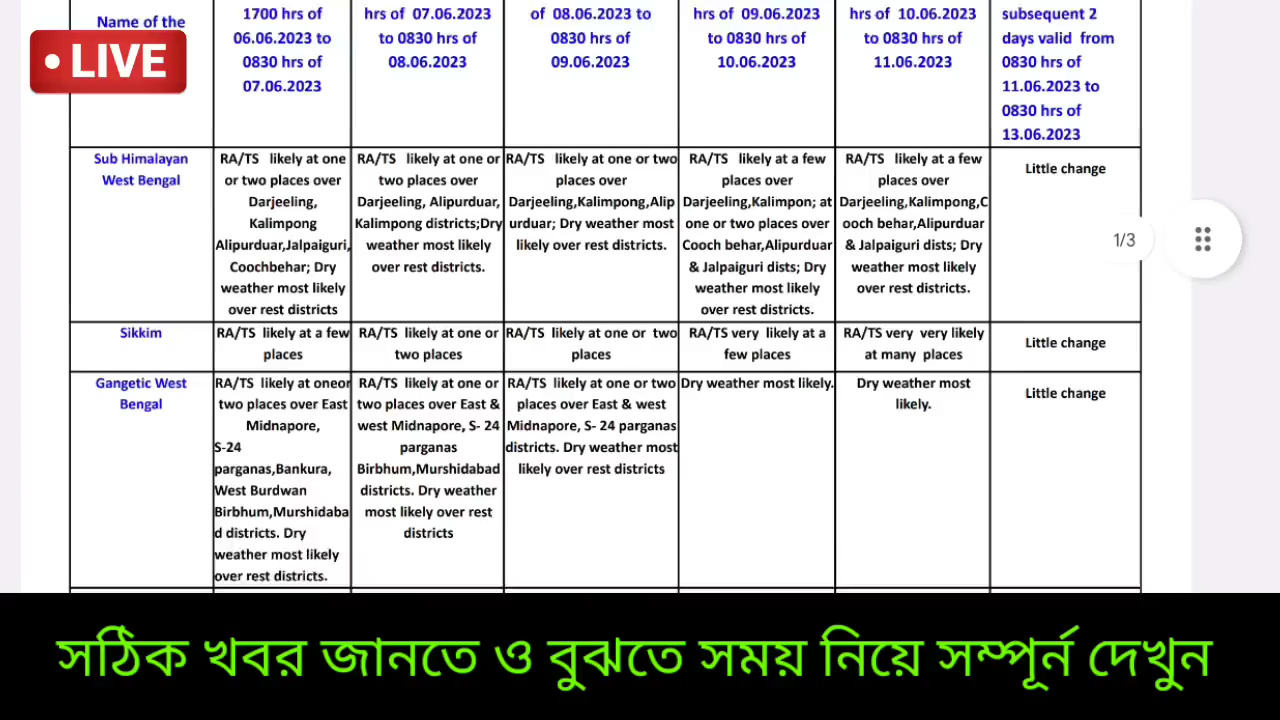 Name of the
1700 hrs of
06.06.2023 to
0830 hrs of
07.06.2023
hrs of 07.06.2023
to 0830 hrs of
08.06.2023
of 08.06.2023 to
0830 hrs of
09.06.2023
hrs of 09.06.2023
to 0830 hrs of
10.06.2023
hrs of 10.06.2023
to 0830 hrs of
11.06.2023
subsequent 2
days valid from
0830 hrs of
11.06.2023 to
0830 hrs of
13.06.2023
• LIVE
Sub Himalayan
West Bengal
RA/TS likely at one
or two places over
Darjeeling,
Kalimpong
Alipurduar,Jalpaiguri,
Coochbehar; Dry
weather most likely
over rest districts
RA/TS likely at one or
two places over
Darjeeling, Alipurduar,
Kalimpong districts;Dry
weather most likely
over rest districts.
RA/TS likely at one or two
places over
Darjeeling,Kalimpong,Alip
urduar; Dry weather most
likely over rest districts.
RA/TS likely at a few
places over
Darjeeling,Kalimpon; at
one or two places over
Cooch behar,Alipurduar
& Jalpaiguri dists; Dry
weather most likely
over rest districts.
RA/TS likely at a few
places over
Darjeeling,Kalimpong,C
ooch behar,Alipurduar
& Jalpaiguri dists; Dry
weather most likely
over rest districts.
Little change
1/3
Sikkim
RA/TS likely at a few
places
RA/TS likely at one or
two places
RA/TS likely at one or two
places
RA/TS very likely at a
few places
RA/TS very very likely
at many places
Little change
Gangetic West
Bengal
RA/TS likely at oneor
two places over East
Midnapore,
S-24
parganas,Bankura,
West Burdwan
Birbhum,Murshidaba
d districts. Dry
weather most likely
over rest districts.
RA/TS likely at one or
two places over East &
west Midnapore, S- 24
parganas
Birbhum,Murshidabad
districts. Dry weather
most likely over rest
districts
RA/TS likely at one or two
places over East & west
Midnapore, S- 24 parganas
districts. Dry weather most
likely over rest districts
Dry weather most likely.
Dry weather most
likely.
Little change
সঠিক খবর জানতে ও বুঝতে সময় নিয়ে সম্পূর্ন দেখুন